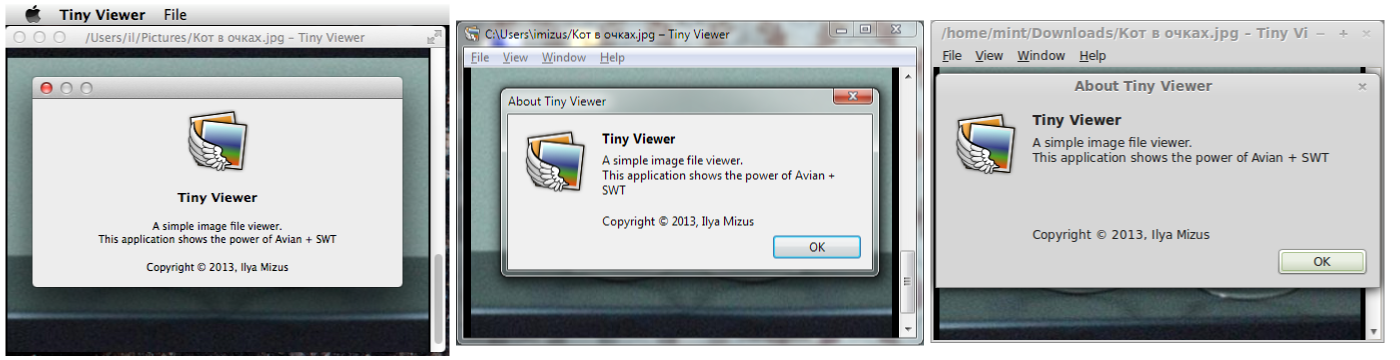 Tiny Viewer File
/Users/il/Pictures/Кот в очках.jpg – Tiny Viewer
Tiny Viewer
A simple image file viewer.
This application shows the power of Avian + SWT
Copyright © 2013, Ilya Mizus
C:\Users\imizus/Кот в очках.jpg – Tiny Viewer
File View Window Help
About Tiny Viewer
Tiny Viewer
A simple image file viewer.
This application shows the power of Avian +
SWT
Copyright © 2013, Ilya Mizus
OK
/home/mint/Downloads/Кот в очках.jpg – Tiny Vi
File View Window Help
About Tiny Viewer
Tiny Viewer
A simple image file viewer.
This application shows the power of Avian + SWT
Copyright © 2013, Ilya Mizus
OK